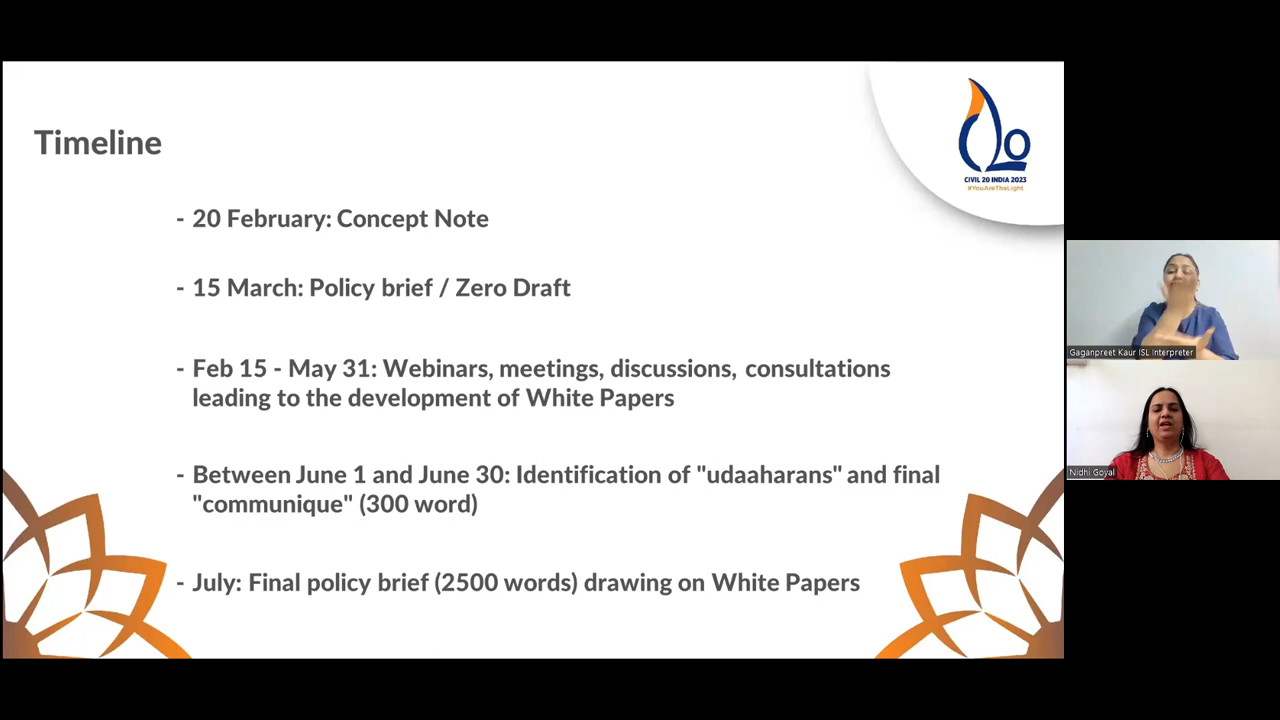 Timeline
CIVIL 20 INDIA 2023
#YouAreTheLight
- 20 February: Concept Note
- 15 March: Policy brief / Zero Draft
- Feb 15 - May 31: Webinars, meetings, discussions, consultations
leading to the development of White Papers
- Between June 1 and June 30: Identification of "udaaharans" and final
"communique" (300 word)
- July: Final policy brief (2500 words) drawing on White Papers
Gaganpreet Kaur ISL Interpreter
Nidhi Goyal